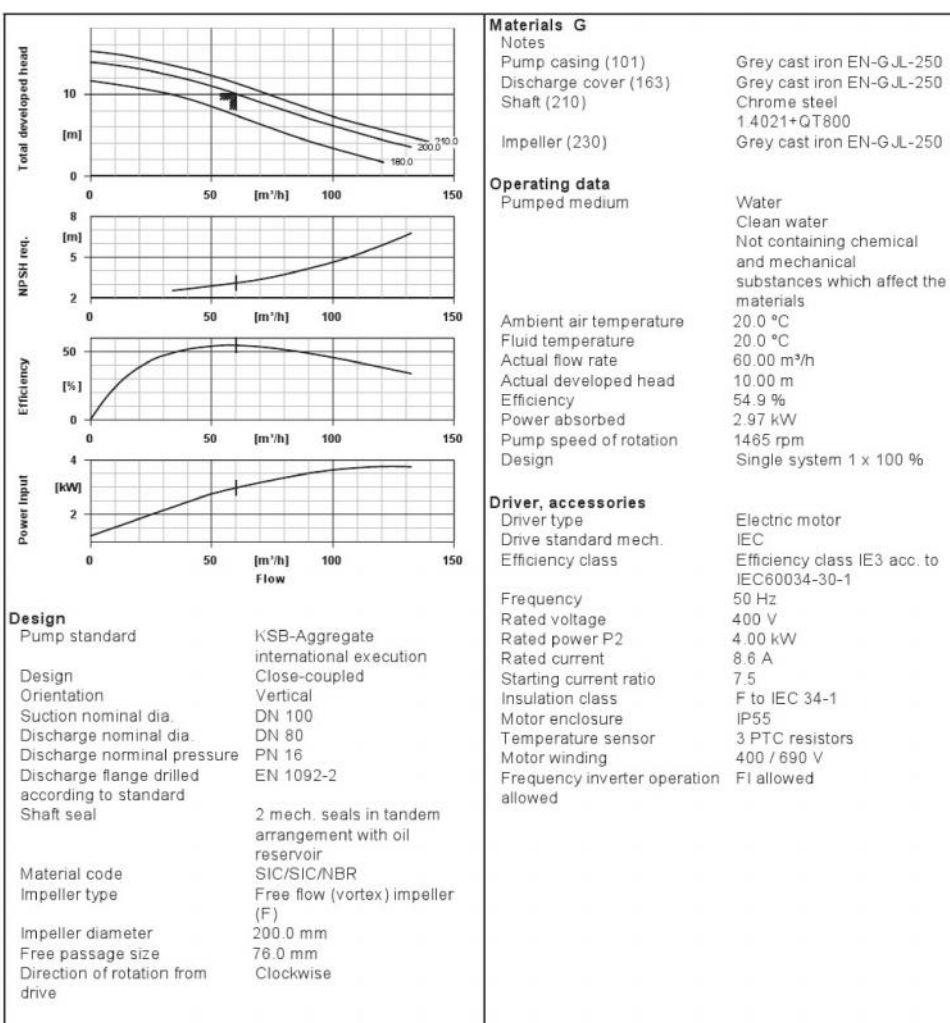 Total developed head
10
[m]
0
210.0
200.0
180.0
0 50 [m³/h] 100 150
NPSH req.
8
[m]
5
2
0 50 [m³/h] 100 150
Efficiency
50
[%]
0
0 50 [m³/h] 100 150
Power Input
4
[kW]
2
0 50 [m³/h] 100 150
Flow
Design
Pump standard KSB-Aggregate
international execution
Design Close-coupled
Orientation Vertical
Suction nominal dia. DN 100
Discharge nominal dia. DN 80
Discharge norminal pressure PN 16
Discharge flange drilled EN 1092-2
according to standard
Shaft seal 2 mech. seals in tandem
arrangement with oil
reservoir
Material code SIC/SIC/NBR
Impeller type Free flow (vortex) impeller
(F)
Impeller diameter 200.0 mm
Free passage size 76.0 mm
Direction of rotation from Clockwise
drive
Materials G
Notes
Pump casing (101) Grey cast iron EN-GJL-250
Discharge cover (163) Grey cast iron EN-GJL-250
Shaft (210) Chrome steel
1.4021+QT800
Impeller (230) Grey cast iron EN-GJL-250
Operating data
Pumped medium Water
Clean water
Not containing chemical
and mechanical
substances which affect the
materials
Ambient air temperature 20.0 °C
Fluid temperature 20.0 °C
Actual flow rate 60.00 m³/h
Actual developed head 10.00 m
Efficiency 54.9 %
Power absorbed 2.97 kW
Pump speed of rotation 1465 rpm
Design Single system 1 x 100 %
Driver, accessories
Driver type Electric motor
Drive standard mech. IEC
Efficiency class Efficiency class IE3 acc. to
IEC60034-30-1
Frequency 50 Hz
Rated voltage 400 V
Rated power P2 4.00 kW
Rated current 8.6 A
Starting current ratio 7.5
Insulation class F to IEC 34-1
Motor enclosure IP55
Temperature sensor 3 PTC resistors
Motor winding 400 / 690 V
Frequency inverter operation FI allowed
allowed